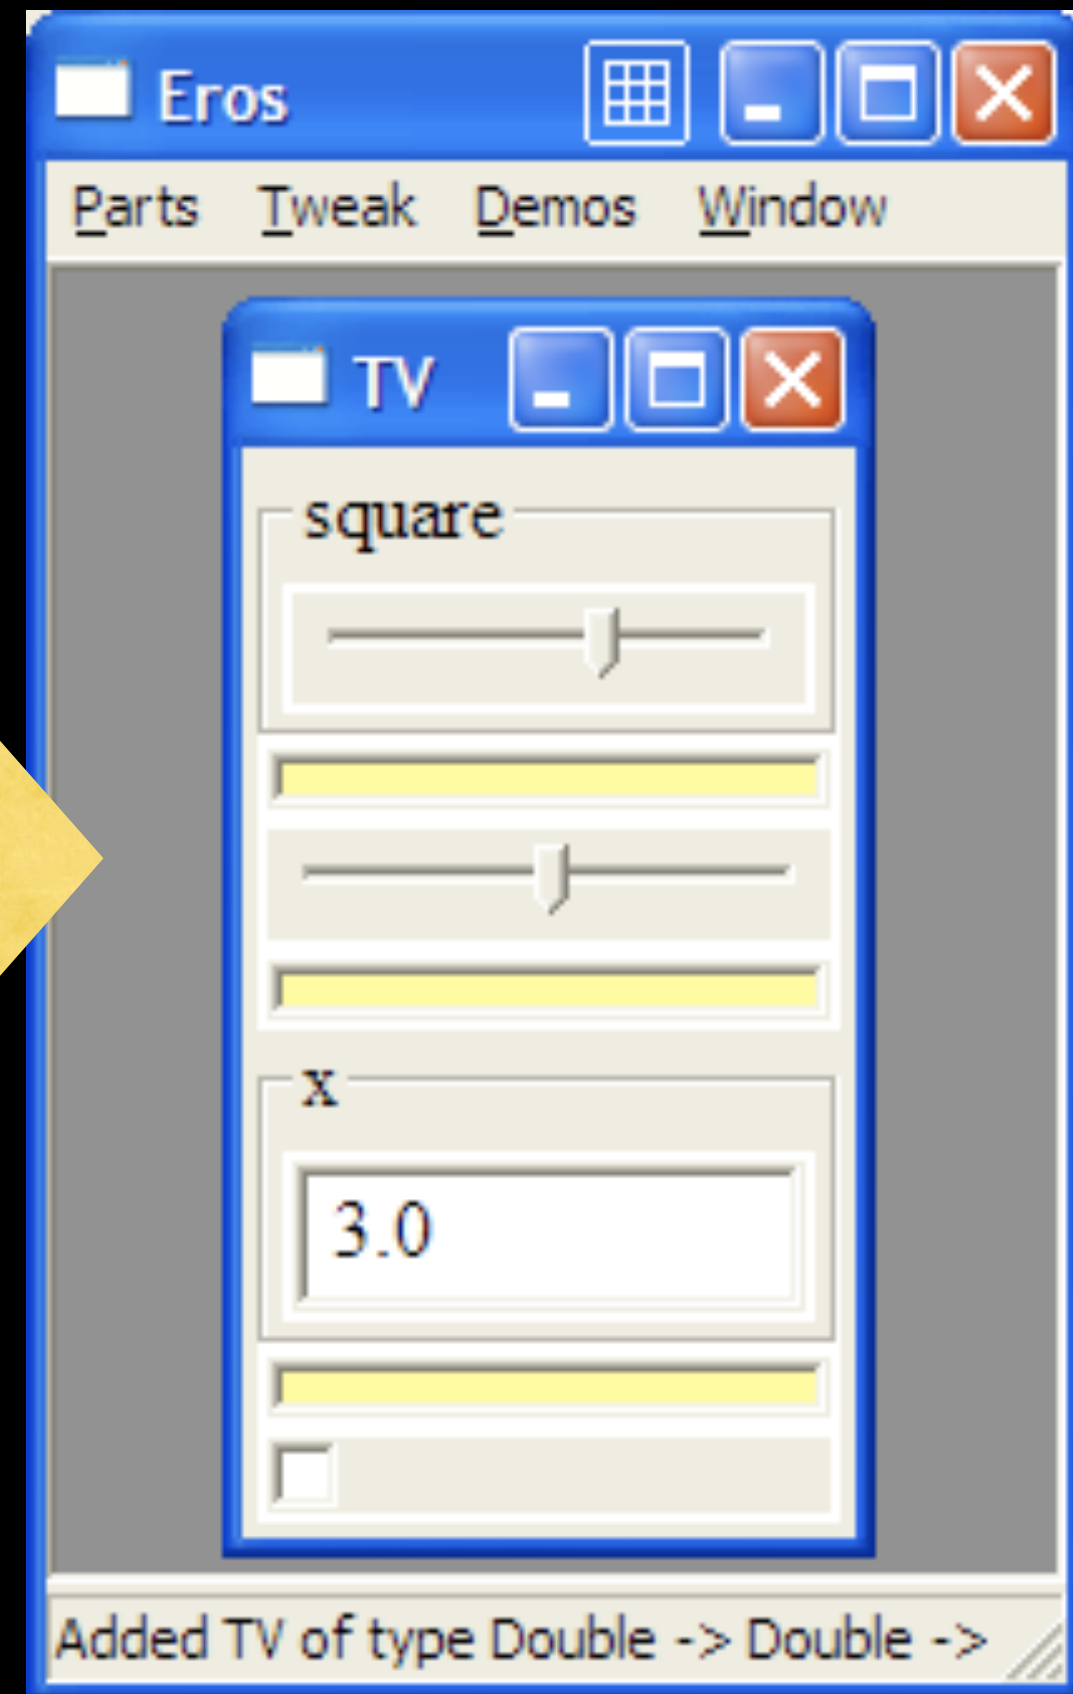 Eros
Parts Tweak Demos Window
TV
square
x
3.0
Added TV of type Double -> Double ->